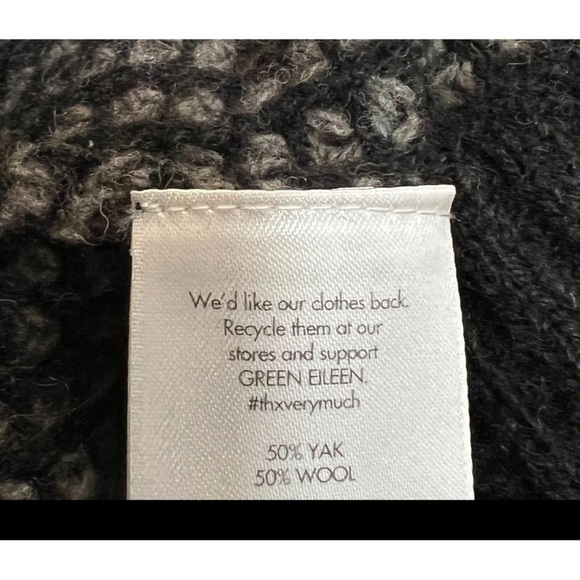 We'd like our clothes back.
Recycle them at our
stores and support
GREEN EILEEN.
#thxverymuch
50% YAK
50% WOOL